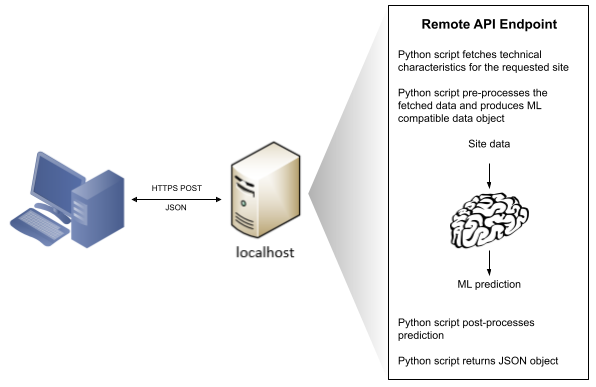 HTTPS POST
JSON
localhost
Remote API Endpoint
Python script fetches technical
characteristics for the requested site
Python script pre-processes the
fetched data and produces ML
compatible data object
Site data
ML prediction
Python script post-processes
prediction
Python script returns JSON object